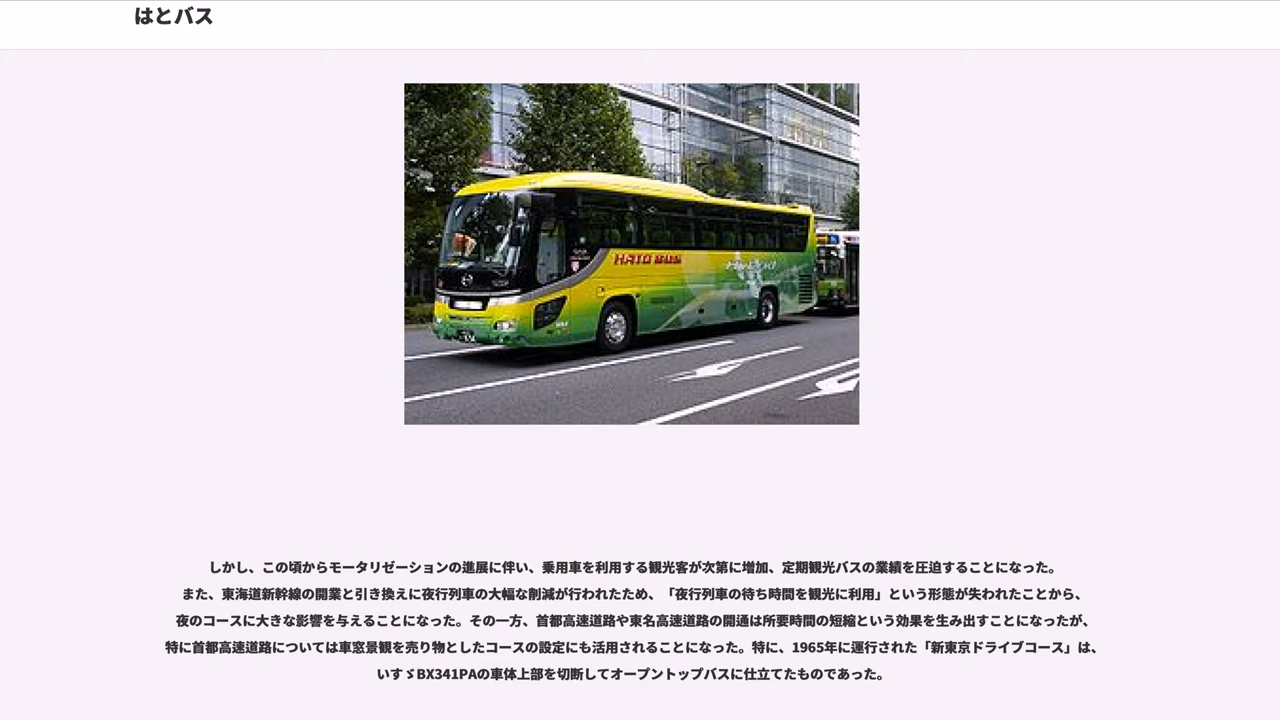 はとバス
HATO BUS
しかし、この頃からモータリゼーションの進展に伴い、乗用車を利用する観光客が次第に増加、定期観光バスの業績を圧迫することになった。
また、東海道新幹線の開業と引き換えに夜行列車の大幅な削減が行われたため、「夜行列車の待ち時間を観光に利用」という形態が失われたことから、
夜のコースに大きな影響を与えることになった。その一方、首都高速道路や東名高速道路の開通は所要時間の短縮という効果を生み出すことになったが、
特に首都高速道路については車窓景観を売り物としたコースの設定にも活用されることになった。特に、1965年に運行された「新東京ドライブコース」は、
いすゞBX341PAの車体上部を切断してオープントップバスに仕立てたものであった。